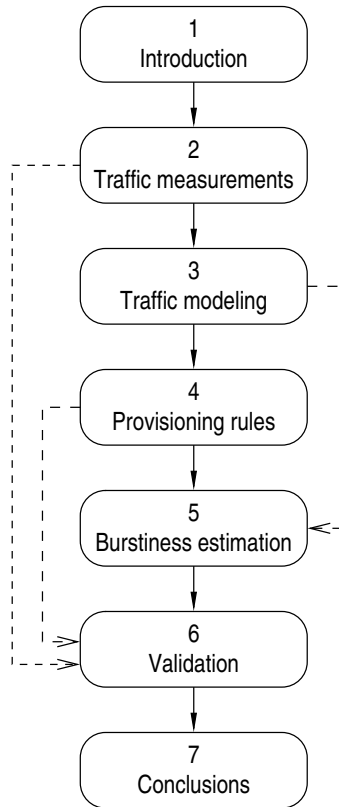 1
Introduction
2
Traffic measurements
3
Traffic modeling
4
Provisioning rules
5
Burstiness estimation
6
Validation
7
Conclusions